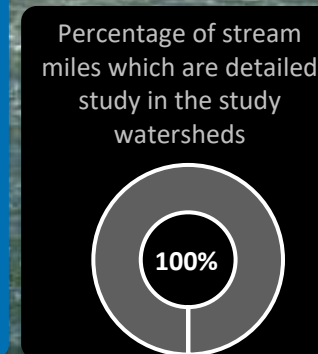 Percentage of stream
miles which are detailed
study in the study
watersheds
100%